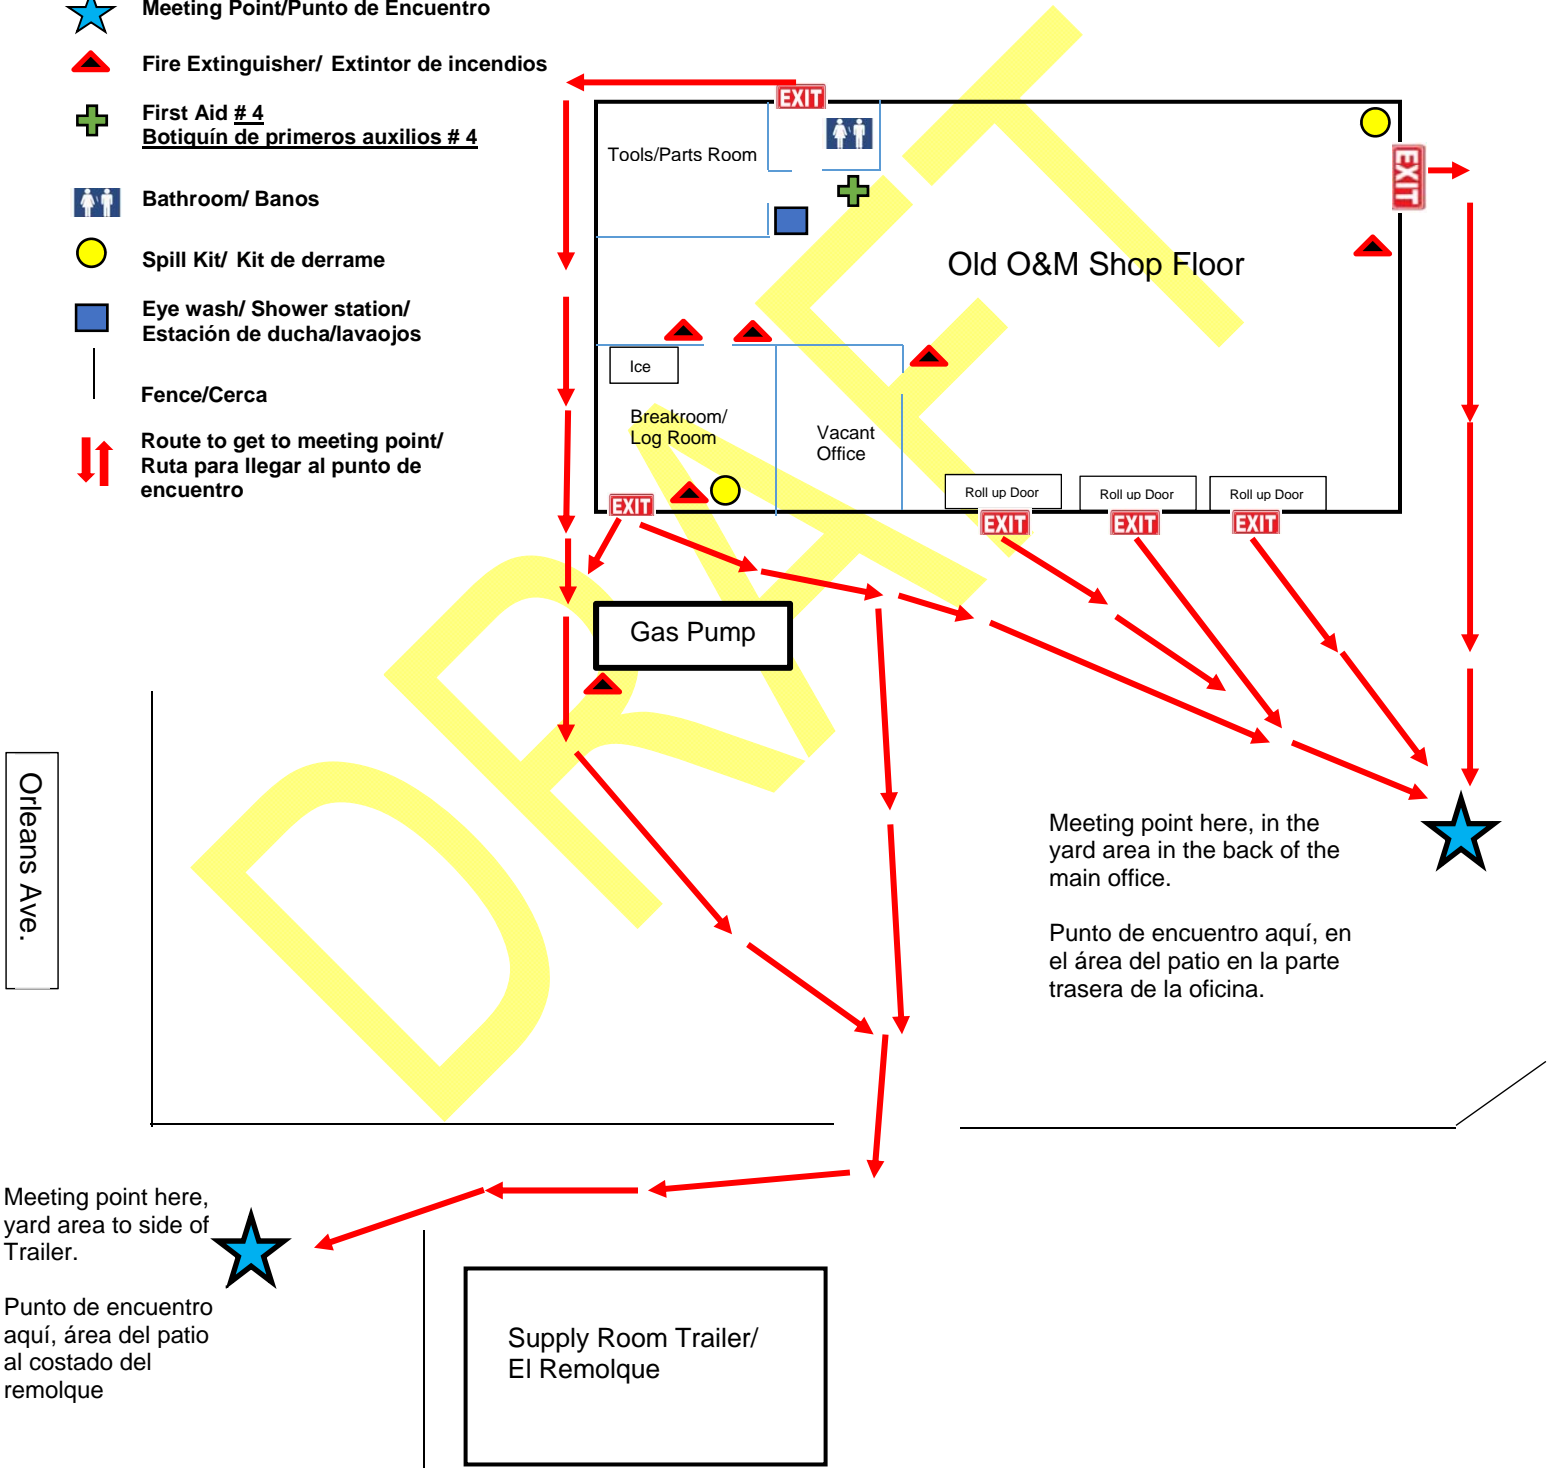 Meeting Point/Punto de Encuentro
Fire Extinguisher/ Extintor de incendios
First Aid # 4
Botiquín de primeros auxilios # 4
Bathroom/ Banos
Spill Kit/ Kit de derrame
Eye wash/ Shower station/
Estación de ducha/lavaojos
Fence/Cerca
Route to get to meeting point/
Ruta para llegar al punto de
encuentro
EXIT
Tools/Parts Room
EXIT
Old O&M Shop Floor
Ice
Breakroom/
Log Room
Vacant
Office
Roll up Door
Roll up Door
Roll up Door
EXIT
EXIT
EXIT
EXIT
Gas Pump
DRAFT
Orleans Ave.
Meeting point here, in the
yard area in the back of the
main office.
Punto de encuentro aquí, en
el área del patio en la parte
trasera de la oficina.
Meeting point here,
yard area to side of
Trailer.
Punto de encuentro
aquí, área del patio
al costado del
remolque
Supply Room Trailer/
El Remolque